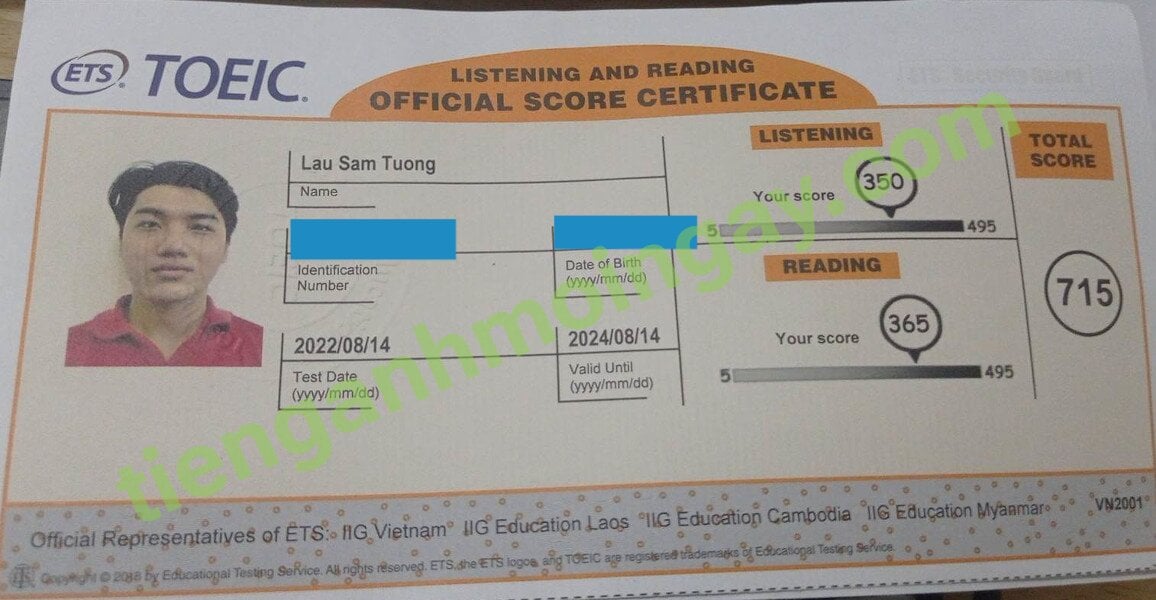 ETS® TOEIC®
LISTENING AND READING
OFFICIAL SCORE CERTIFICATE
Lau Sam Tuong
Name
Identification
Number
Date of Birth
(yyyy/mm/dd)
2022/08/14
Test Date
(yyyy/mm/dd)
2024/08/14
Valid Until
(yyyy/mm/dd)
LISTENING
Your score
350
5
495
READING
Your score
365
5
495
TOTAL
SCORE
715
tienganhmoingay.com
Official Representatives of ETS: IIG Vietnam IIG Education Laos IIG Education Cambodia IIG Education Myanmar
VN2001
Copyright © 2018 by Educational Testing Service. All rights reserved. ETS, the ETS logos, and TOEIC are registered trademarks of Educational Testing Service.